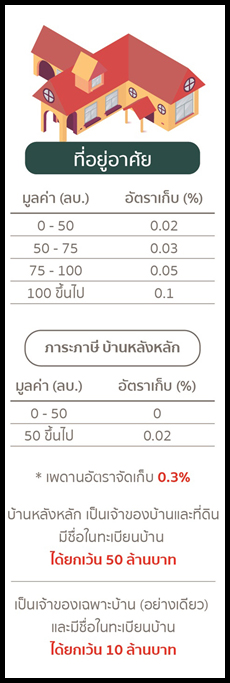 ที่อยู่อาศัย
มูลค่า (ลบ.) อัตราเก็บ (%)
0 - 50 0.02
50 - 75 0.03
75 - 100 0.05
100 ขึ้นไป 0.1
ภาระภาษี บ้านหลังหลัก
มูลค่า (ลบ.) อัตราเก็บ (%)
0 - 50 0
50 ขึ้นไป 0.02
* เพดานอัตราจัดเก็บ 0.3%
บ้านหลังหลัก เป็นเจ้าของบ้านและที่ดิน
มีชื่อในทะเบียนบ้าน
ได้ยกเว้น 50 ล้านบาท
เป็นเจ้าของเฉพาะบ้าน (อย่างเดียว)
และมีชื่อในทะเบียนบ้าน
ได้ยกเว้น 10 ล้านบาท